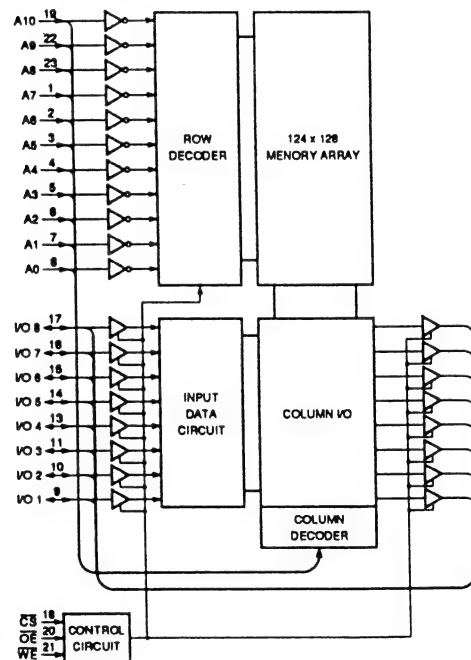 A10 19
A9 22
A8 23
A7 1
A6 2
A5 3
A4 4
A3 5
A2 6
A1 7
A0 8
ROW
DECODER
124 x 128
MENORY ARRAY
I/O 8 17
I/O 7 16
I/O 6 15
I/O 5 14
I/O 4 13
I/O 3 11
I/O 2 10
I/O 1 9
INPUT
DATA
CIRCUIT
COLUMN I/O
COLUMN
DECODER
CS 18
OE 20
WE 21
CONTROL
CIRCUIT